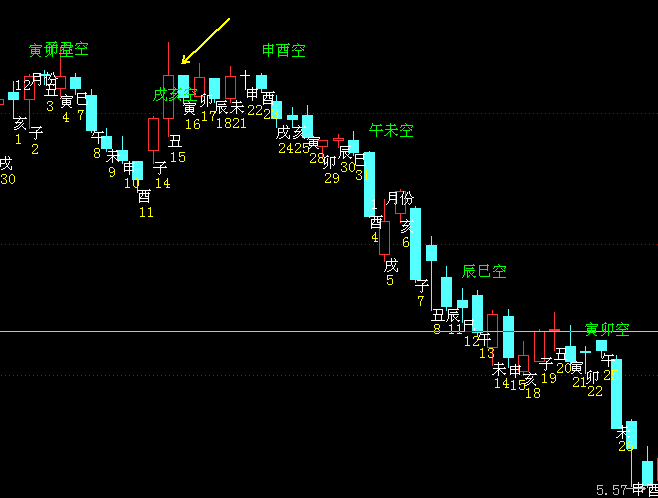 寅卯空
子丑空
申酉空
戌亥空
午未空
辰巳空
寅卯空
戌
30
亥
1
子
2
12月份
丑
3
寅
4
巳
7
午
8
未
9
申
10
酉
11
子
14
丑
15
寅
16
卯
17
辰
18
未
21
申
22
酉
戌
24
亥
25
寅
28
卯
29
辰
30
巳
31
1月份
酉
4
戌
5
亥
6
子
7
丑
8
辰
11
巳
12
午
13
未
14
申
15
亥
18
子
19
丑
20
寅
21
卯
22
午
未
申
酉
5.57